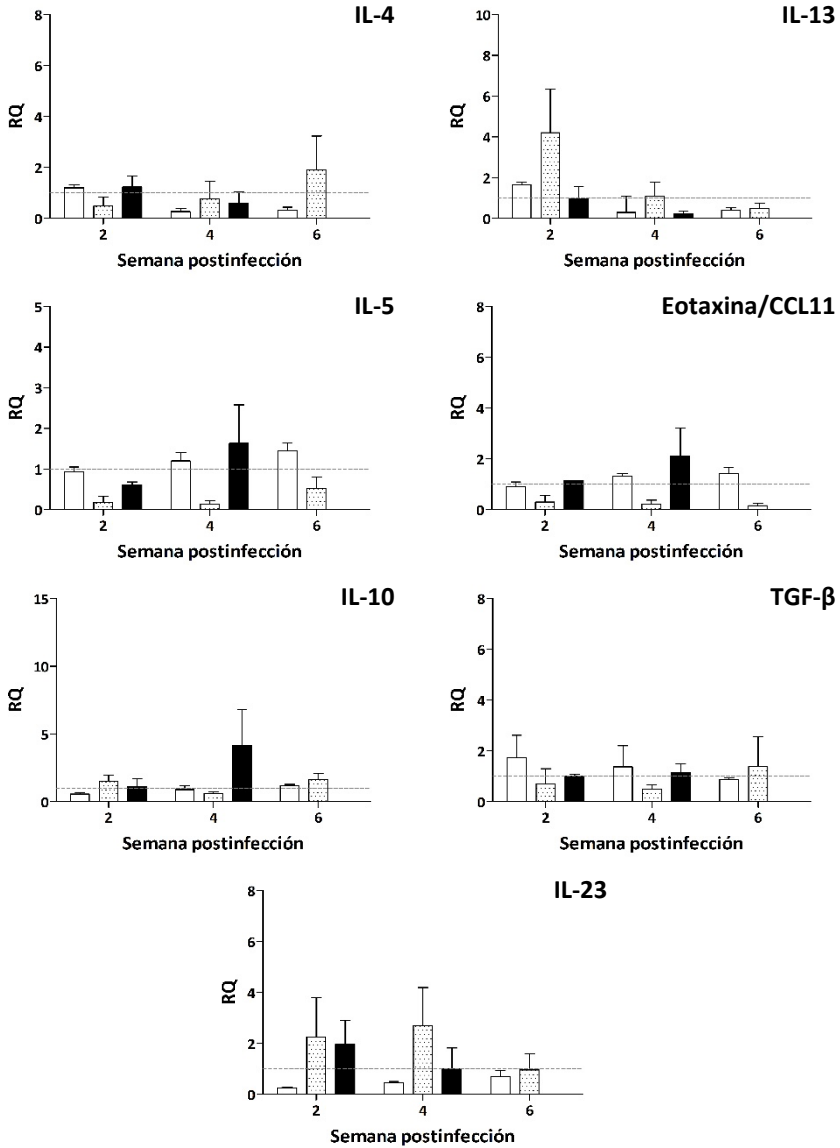 IL-4
8
6
4
2
0
RQ
2 4 6
Semana postinfección
IL-13
10
8
6
4
2
0
RQ
2 4 6
Semana postinfección
IL-5
5
4
3
2
1
0
RQ
2 4 6
Semana postinfección
Eotaxina/CCL11
8
6
4
2
0
RQ
2 4 6
Semana postinfección
IL-10
15
10
5
0
RQ
2 4 6
Semana postinfección
TGF-β
8
6
4
2
0
RQ
2 4 6
Semana postinfección
IL-23
8
6
4
2
0
RQ
2 4 6
Semana postinfección